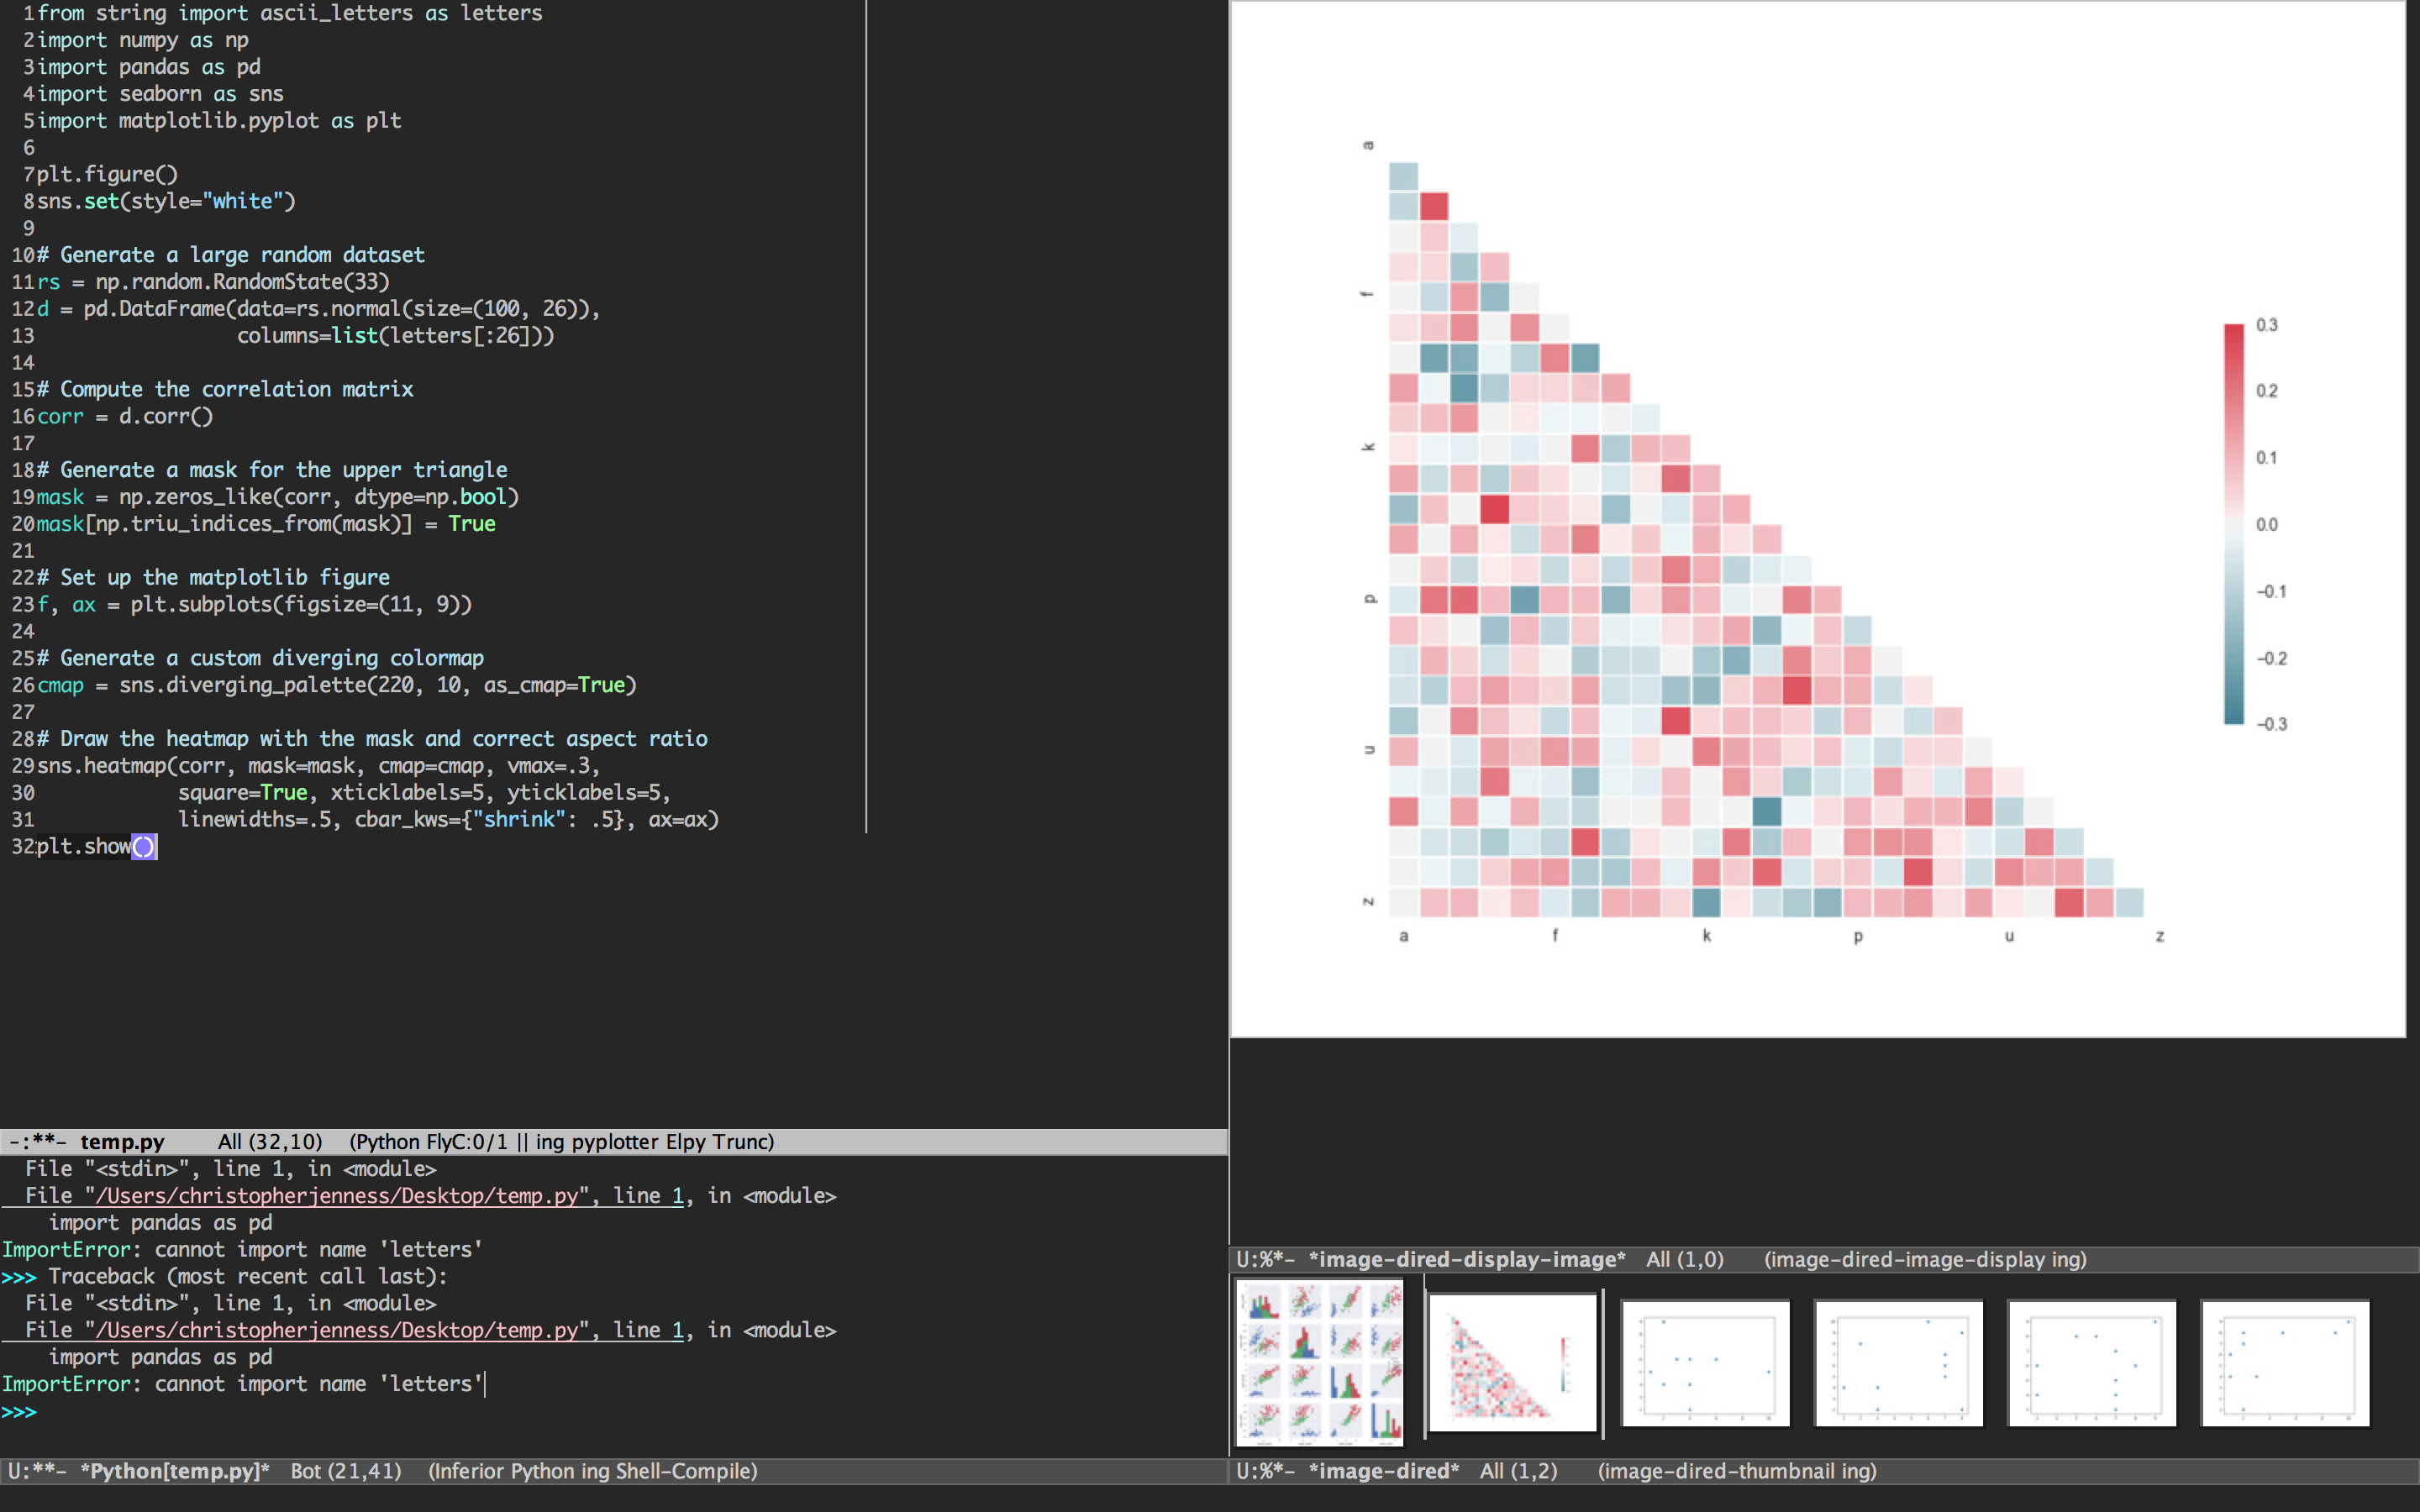 1from string import ascii_letters as letters
2import numpy as np
3import pandas as pd
4import seaborn as sns
5import matplotlib.pyplot as plt
6
7plt.figure()
8sns.set(style="white")
9
10# Generate a large random dataset
11rs = np.random.RandomState(33)
12d = pd.DataFrame(data=rs.normal(size=(100, 26)),
13                 columns=list(letters[:26]))
14
15# Compute the correlation matrix
16corr = d.corr()
17
18# Generate a mask for the upper triangle
19mask = np.zeros_like(corr, dtype=np.bool)
20mask[np.triu_indices_from(mask)] = True
21
22# Set up the matplotlib figure
23f, ax = plt.subplots(figsize=(11, 9))
24
25# Generate a custom diverging colormap
26cmap = sns.diverging_palette(220, 10, as_cmap=True)
27
28# Draw the heatmap with the mask and correct aspect ratio
29sns.heatmap(corr, mask=mask, cmap=cmap, vmax=.3,
30            square=True, xticklabels=5, yticklabels=5,
31            linewidths=.5, cbar_kws={"shrink": .5}, ax=ax)
32plt.show()
-:**-  temp.py     All (32,10)   (Python FlyC:0/1 || ing pyplotter Elpy Trunc)
  File "<stdin>", line 1, in <module>
  File "/Users/christopherjenness/Desktop/temp.py", line 1, in <module>
    import pandas as pd
ImportError: cannot import name 'letters'
>>> Traceback (most recent call last):
  File "<stdin>", line 1, in <module>
  File "/Users/christopherjenness/Desktop/temp.py", line 1, in <module>
    import pandas as pd
ImportError: cannot import name 'letters'
>>>
U:**-  *Python[temp.py]*   Bot (21,41)   (Inferior Python ing Shell-Compile)
a
f
k
p
u
z
a f k p u z
0.3
0.2
0.1
0.0
−0.1
−0.2
−0.3
U:%*-  *image-dired-display-image*   All (1,0)     (image-dired-image-display ing)
U:%*-  *image-dired*   All (1,2)     (image-dired-thumbnail ing)